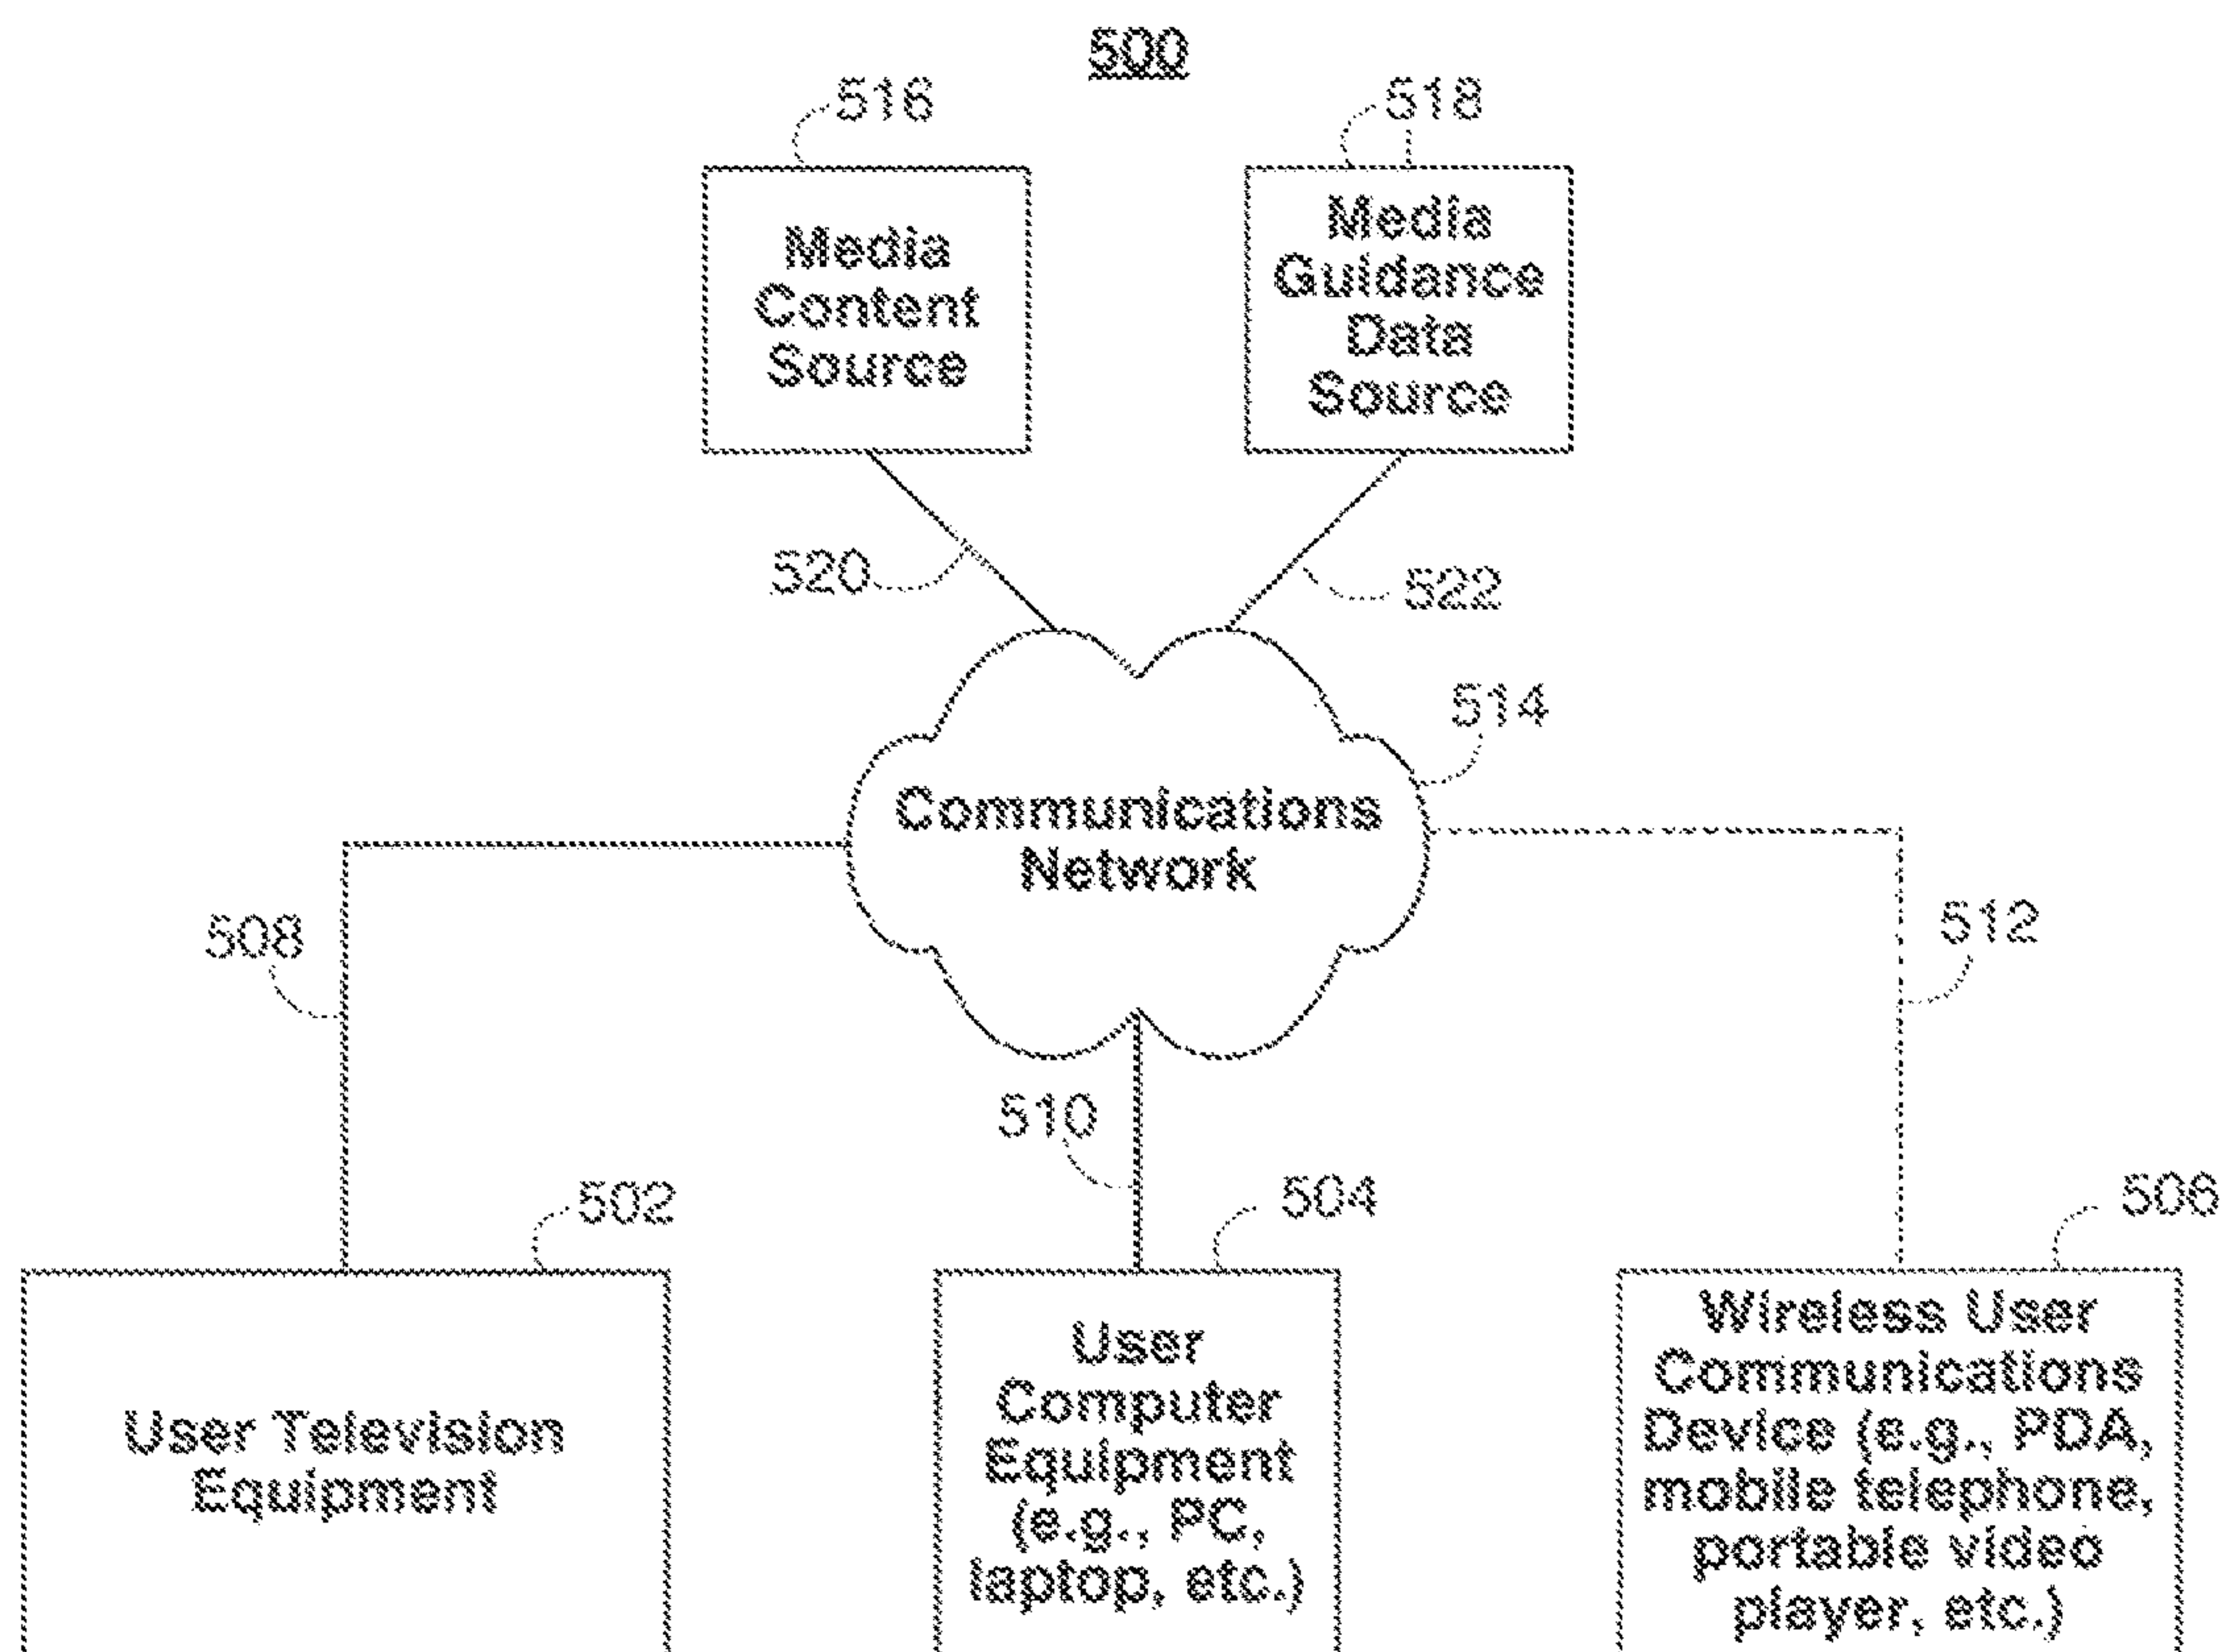 500
516
518
Media
Content
Source
Media
Guidance
Data
Source
520
522
514
Communications
Network
508
512
510
502
504
506
User Television
Equipment
User
Computer
Equipment
(e.g., PC,
laptop, etc.)
Wireless User
Communications
Device (e.g., PDA,
mobile telephone,
portable video
player, etc.)